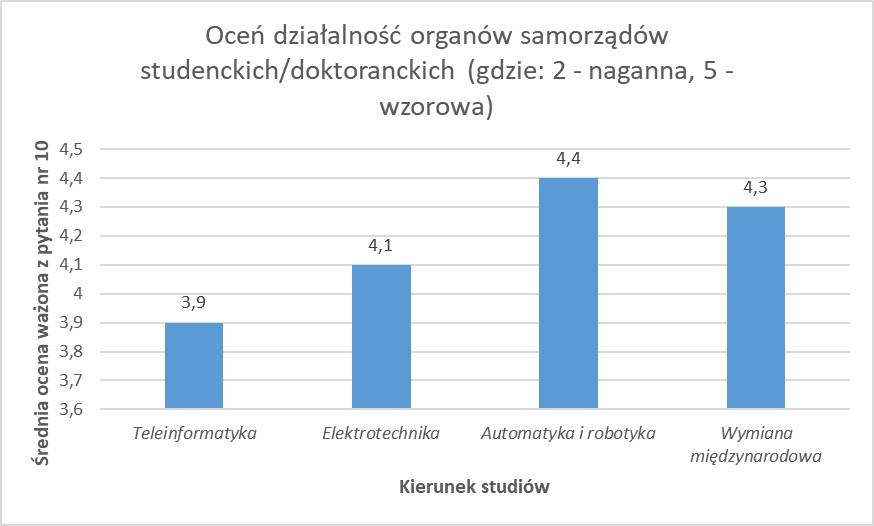 Oceń działalność organów samorządów
studenckich/doktoranckich (gdzie: 2 - naganna, 5 -
wzorowa)
Średnia ocena ważona z pytania nr 10
4,5
4,4
4,3
4,2
4,1
4
3,9
3,8
3,7
3,6
3,9
4,1
4,4
4,3
Teleinformatyka
Elektrotechnika
Automatyka i robotyka
Wymiana
międzynarodowa
Kierunek studiów